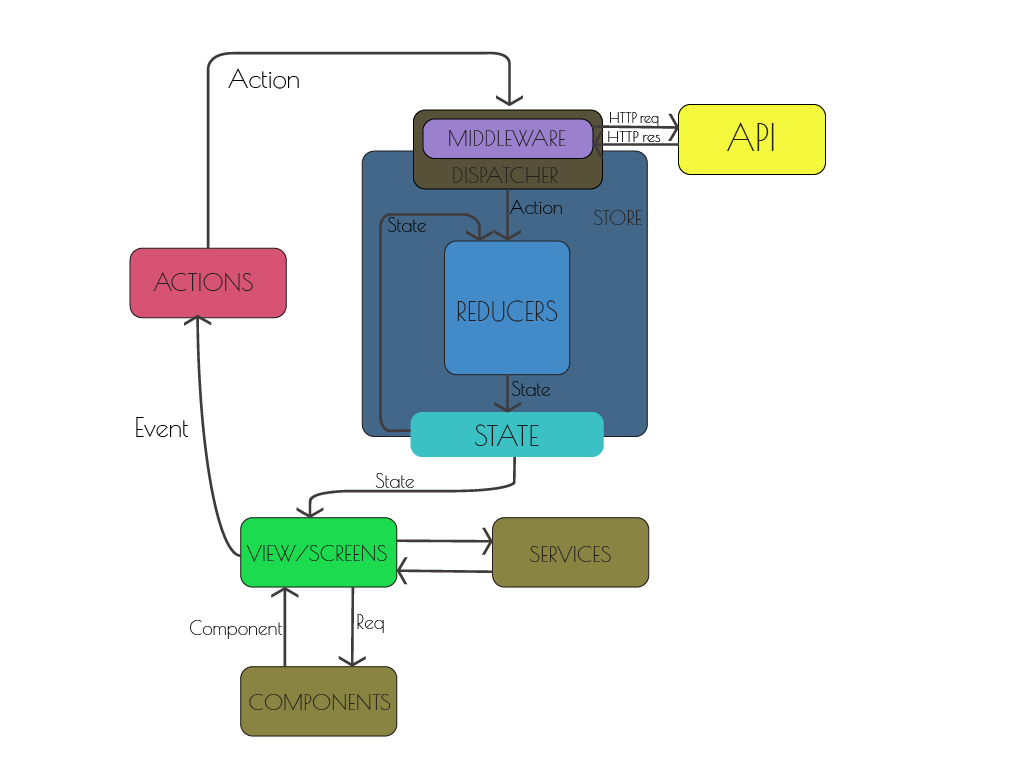 Action
MIDDLEWARE
DISPATCHER
HTTP req
HTTP res
API
Action
State
STORE
ACTIONS
REDUCERS
State
Event
STATE
State
VIEW/SCREENS
SERVICES
Component
Req
COMPONENTS